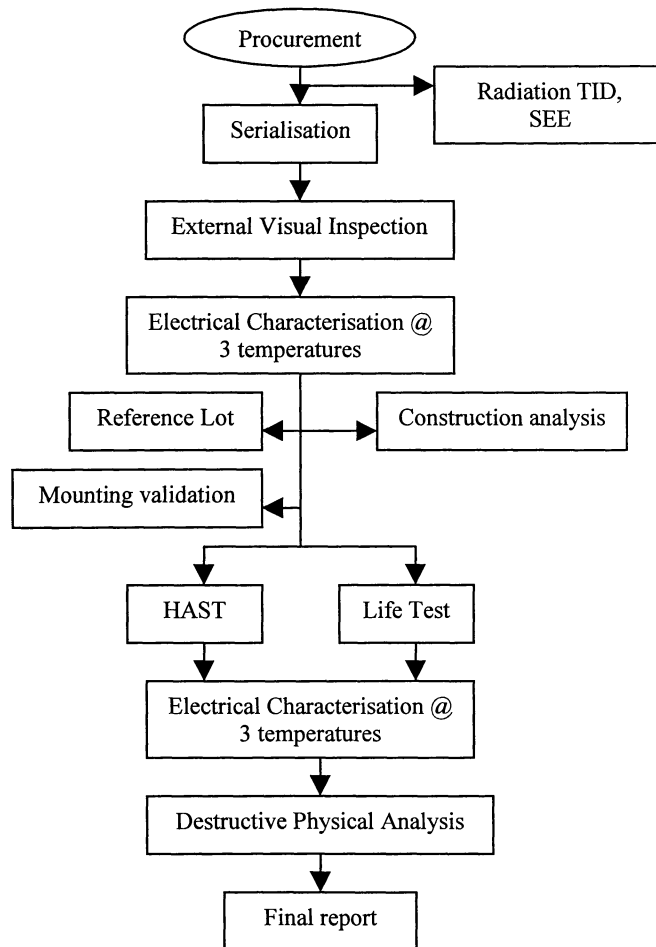 Procurement
Radiation TID,
SEE
Serialisation
External Visual Inspection
Electrical Characterisation @
3 temperatures
Reference Lot
Construction analysis
Mounting validation
HAST
Life Test
Electrical Characterisation @
3 temperatures
Destructive Physical Analysis
Final report